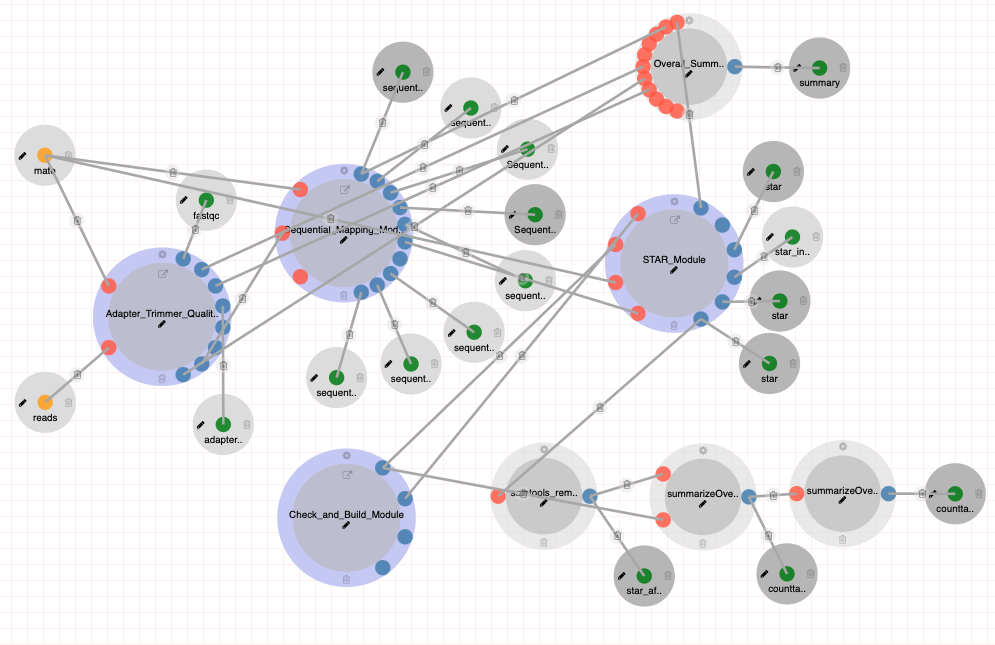 sequent..
Overal_Summ..
summary
sequent..
mate
Sequent..
star
fastqc
Sequential_Mapping_Mod..
Sequent..
STAR_Module
star_in..
sequent..
Adapter_Trimmer_Qualit..
star
sequent..
sequent..
sequent..
star
reads
adapter..
Check_and_Build_Module
samtools_rem..
summarizeOve..
summarizeOve..
countta..
star_af..
countta..